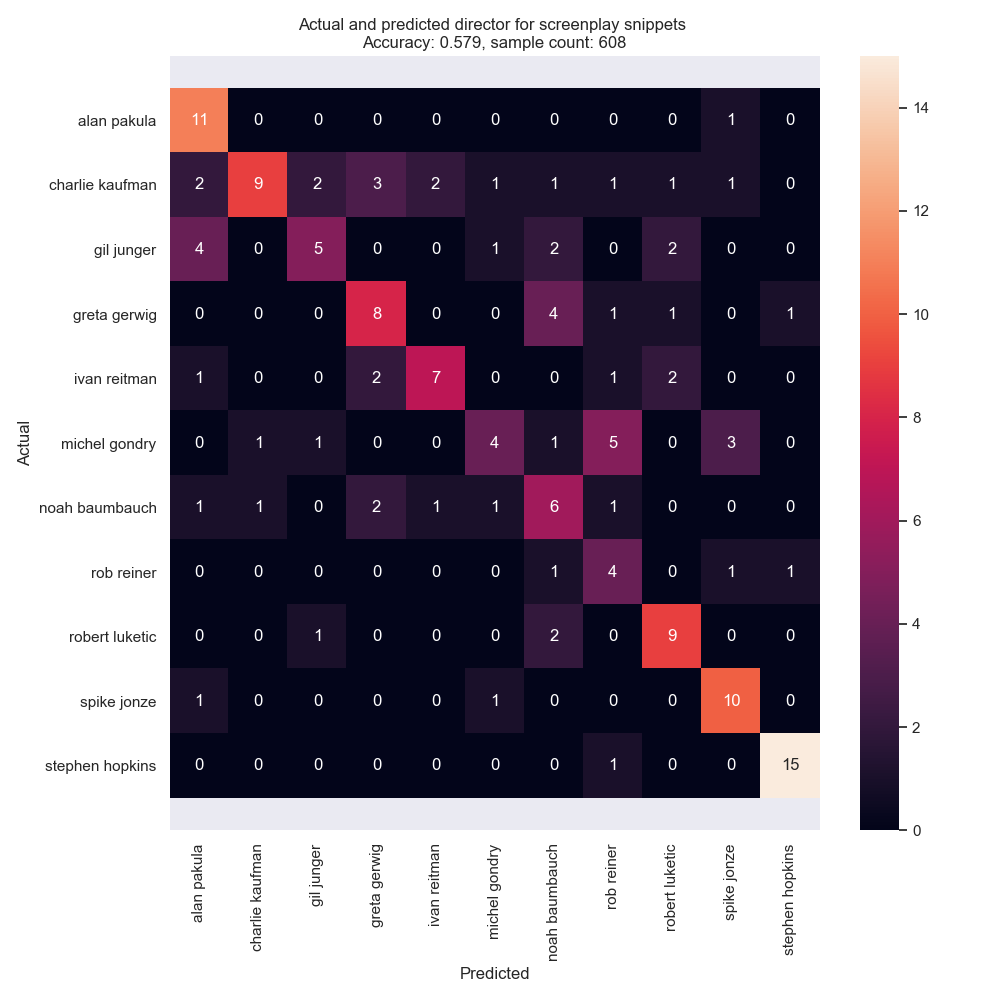 Actual and predicted director for screenplay snippets
Accuracy: 0.579, sample count: 608
Actual
alan pakula 11 0 0 0 0 0 0 0 0 1 0
charlie kaufman 2 9 2 3 2 1 1 1 1 1 0
gil junger 4 0 5 0 0 1 2 0 2 0 0
greta gerwig 0 0 0 8 0 0 4 1 1 0 1
ivan reitman 1 0 0 2 7 0 0 1 2 0 0
michel gondry 0 1 1 0 0 4 1 5 0 3 0
noah baumbauch 1 1 0 2 1 1 6 1 0 0 0
rob reiner 0 0 0 0 0 0 1 4 0 1 1
robert luketic 0 0 1 0 0 0 2 0 9 0 0
spike jonze 1 0 0 0 0 1 0 0 0 10 0
stephen hopkins 0 0 0 0 0 0 0 1 0 0 15
alan pakula
charlie kaufman
gil junger
greta gerwig
ivan reitman
michel gondry
noah baumbauch
rob reiner
robert luketic
spike jonze
stephen hopkins
Predicted
14
12
10
8
6
4
2
0